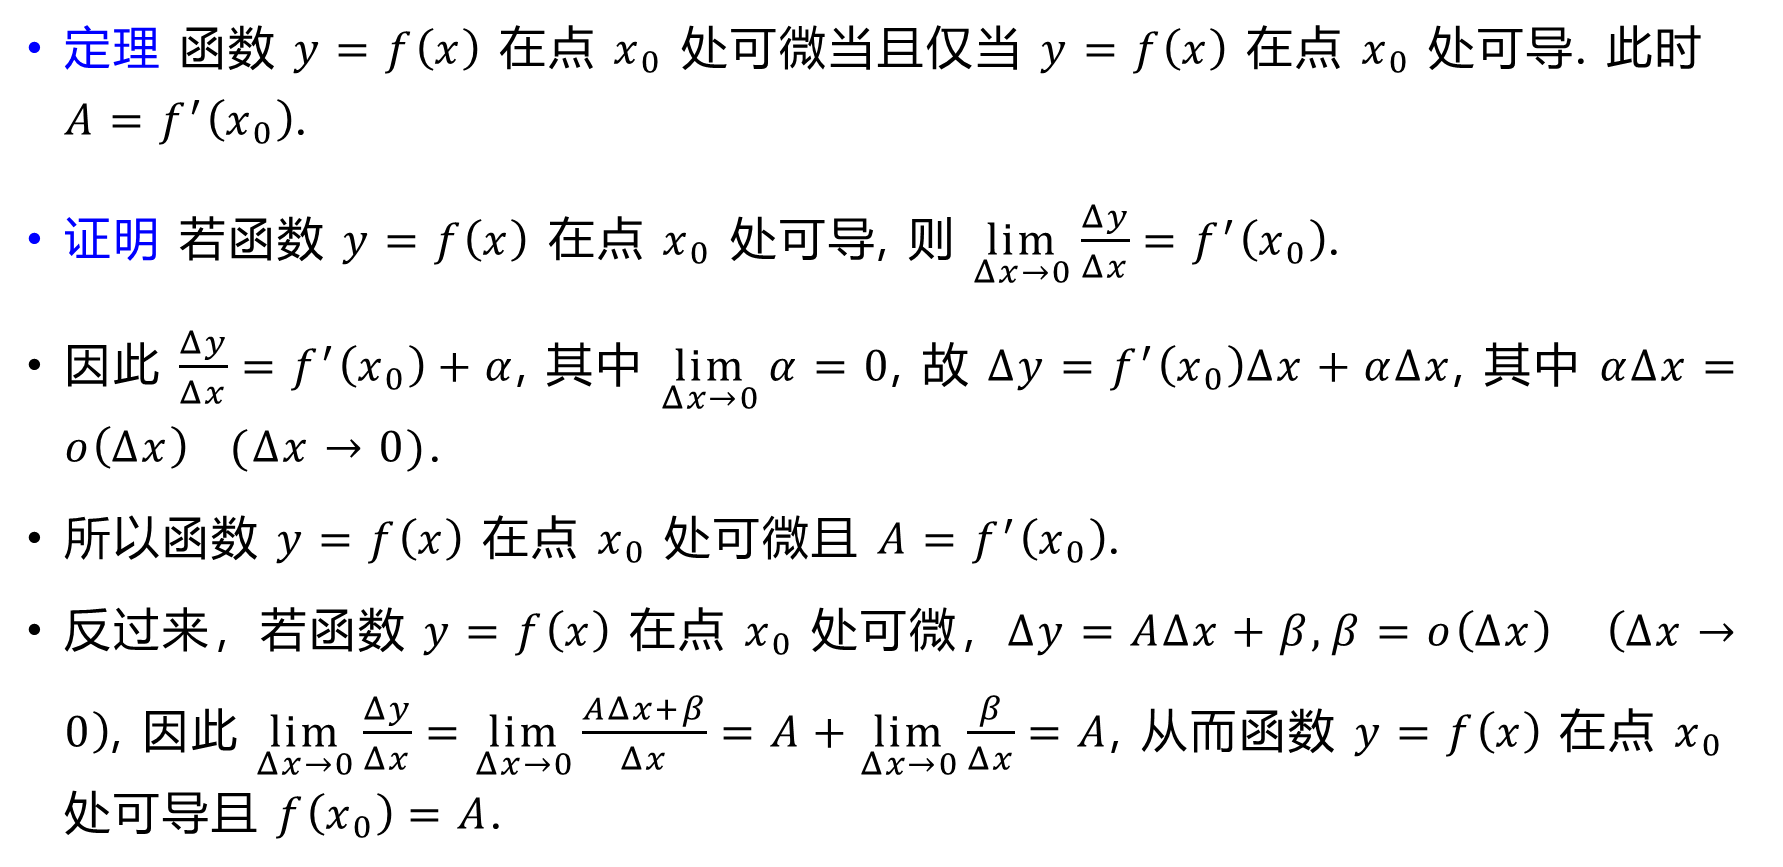 • 定理 函数 y = f(x) 在点 x₀ 处可微当且仅当 y = f(x) 在点 x₀ 处可导. 此时
A = f′(x₀).
• 证明 若函数 y = f(x) 在点 x₀ 处可导, 则 lim_{Δx→0} Δy/Δx = f′(x₀).
• 因此 Δy/Δx = f′(x₀) + α, 其中 lim_{Δx→0} α = 0, 故 Δy = f′(x₀)Δx + αΔx, 其中 αΔx =
o(Δx) (Δx → 0).
• 所以函数 y = f(x) 在点 x₀ 处可微且 A = f′(x₀).
• 反过来，若函数 y = f(x) 在点 x₀ 处可微，Δy = AΔx + β, β = o(Δx) (Δx →
0), 因此 lim_{Δx→0} Δy/Δx = lim_{Δx→0} (AΔx+β)/Δx = A + lim_{Δx→0} β/Δx = A, 从而函数 y = f(x) 在点 x₀
处可导且 f(x₀) = A.